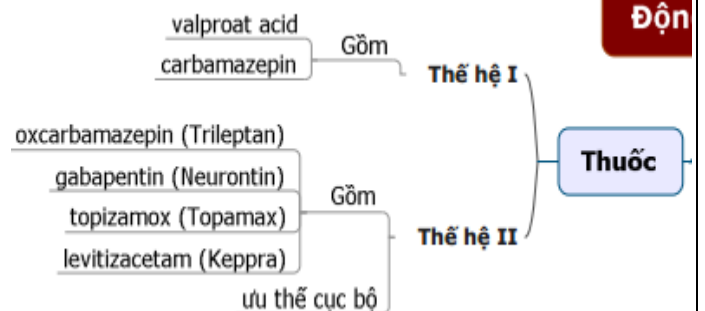 Độn
valproat acid
Gồm
carbamazepin
Thế hệ I
oxcarbamazepin (Trileptan)
Thuốc
gabapentin (Neurontin)
Gồm
topizamox (Topamax)
Thế hệ II
levitizacetam (Keppra)
ưu thế cục bộ